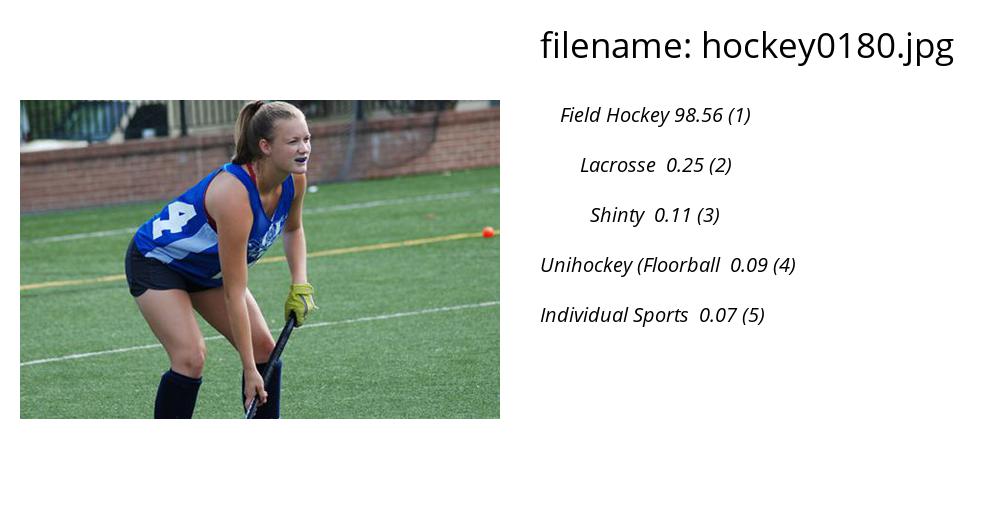 filename: hockey0180.jpg
Field Hockey 98.56 (1)
Lacrosse 0.25 (2)
4
Shinty 0.11 (3)
Unihockey (Floorball 0.09 (4)
Individual Sports 0.07 (5)